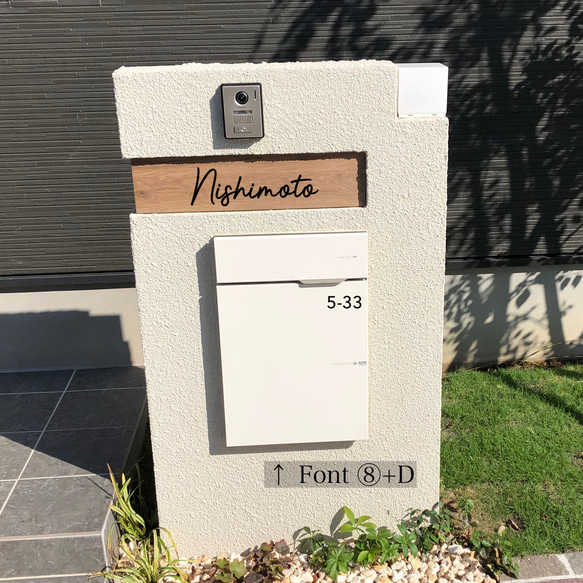 Nishimoto
5-33
↑ Font ⑧+D